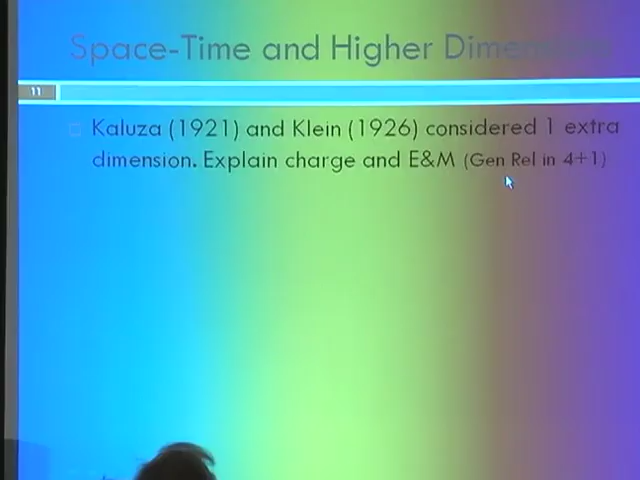 Space-Time and Higher Dimensions
11
Kaluza (1921) and Klein (1926) considered 1 extra
dimension. Explain charge and E&M (Gen Rel in 4+1)